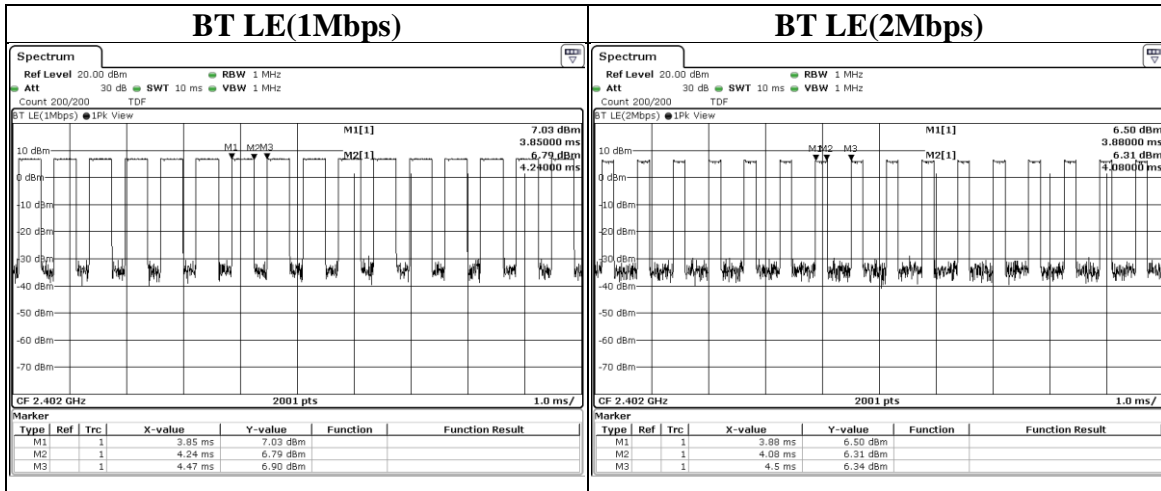 BT LE(1Mbps)
Spectrum
Ref Level 20.00 dBm RBW 1 MHz
Att 30 dB SWT 10 ms VBW 1 MHz
Count 200/200 TDF
BT LE(1Mbps) 1Pk View
M1[1] 7.03 dBm
3.85000 ms
M2[1] 6.79 dBm
4.24000 ms
M1 M2 M3
10 dBm
0 dBm
-10 dBm
-20 dBm
-30 dBm
-40 dBm
-50 dBm
-60 dBm
-70 dBm
CF 2.402 GHz 2001 pts 1.0 ms/
Marker
Type Ref Trc X-value Y-value Function Function Result
M1 1 3.85 ms 7.03 dBm
M2 1 4.24 ms 6.79 dBm
M3 1 4.47 ms 6.90 dBm
BT LE(2Mbps)
Spectrum
Ref Level 20.00 dBm RBW 1 MHz
Att 30 dB SWT 10 ms VBW 1 MHz
Count 200/200 TDF
BT LE(2Mbps) 1Pk View
M1[1] 6.50 dBm
3.88000 ms
M2[1] 6.31 dBm
4.08000 ms
M1 M2 M3
10 dBm
0 dBm
-10 dBm
-20 dBm
-30 dBm
-40 dBm
-50 dBm
-60 dBm
-70 dBm
CF 2.402 GHz 2001 pts 1.0 ms/
Marker
Type Ref Trc X-value Y-value Function Function Result
M1 1 3.88 ms 6.50 dBm
M2 1 4.08 ms 6.31 dBm
M3 1 4.5 ms 6.34 dBm